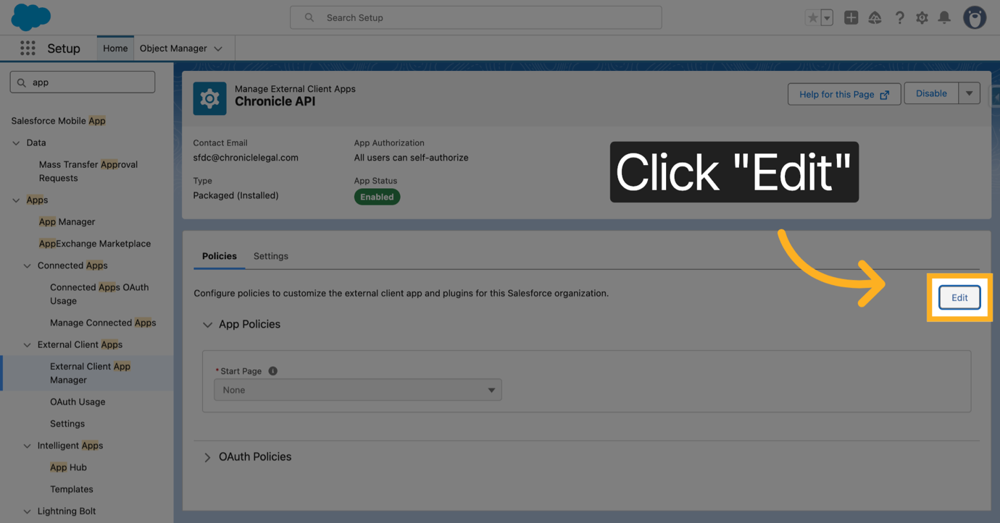 Search Setup
Setup
Home
Object Manager
app
Salesforce Mobile App
Data
Mass Transfer Approval
Requests
Apps
App Manager
AppExchange Marketplace
Connected Apps
Connected Apps OAuth
Usage
Manage Connected Apps
External Client Apps
External Client App
Manager
OAuth Usage
Settings
Intelligent Apps
App Hub
Templates
Lightning Bolt
Manage External Client Apps
Chronicle API
Help for this Page
Disable
Contact Email
sfdc@chroniclelegal.com
App Authorization
All users can self-authorize
Type
Packaged (Installed)
App Status
Enabled
Click "Edit"
Policies
Settings
Configure policies to customize the external client app and plugins for this Salesforce organization.
Edit
App Policies
* Start Page
None
OAuth Policies